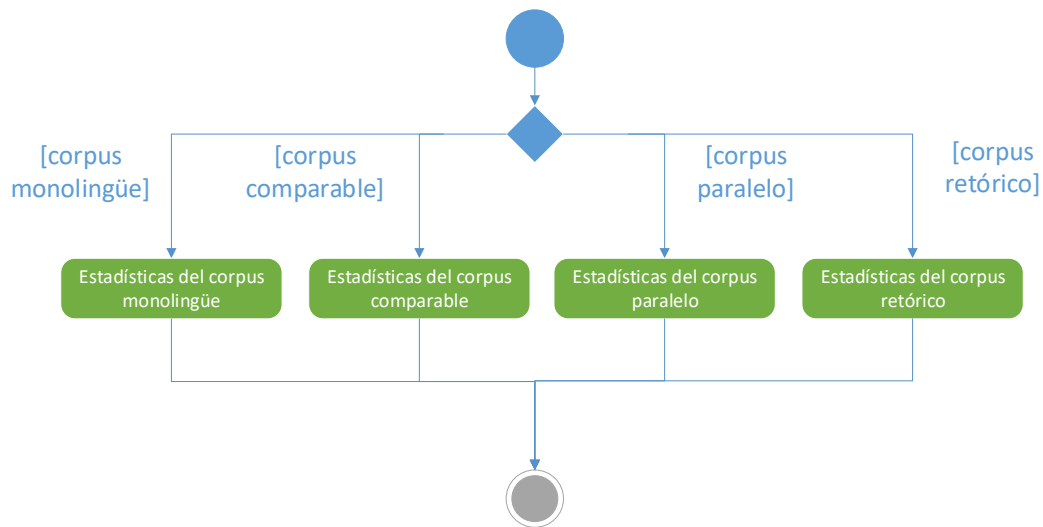 [corpus
monolingüe]
[corpus
comparable]
[corpus
paralelo]
[corpus
retórico]
Estadísticas del corpus
monolingüe
Estadísticas del corpus
comparable
Estadísticas del corpus
paralelo
Estadísticas del corpus
retórico